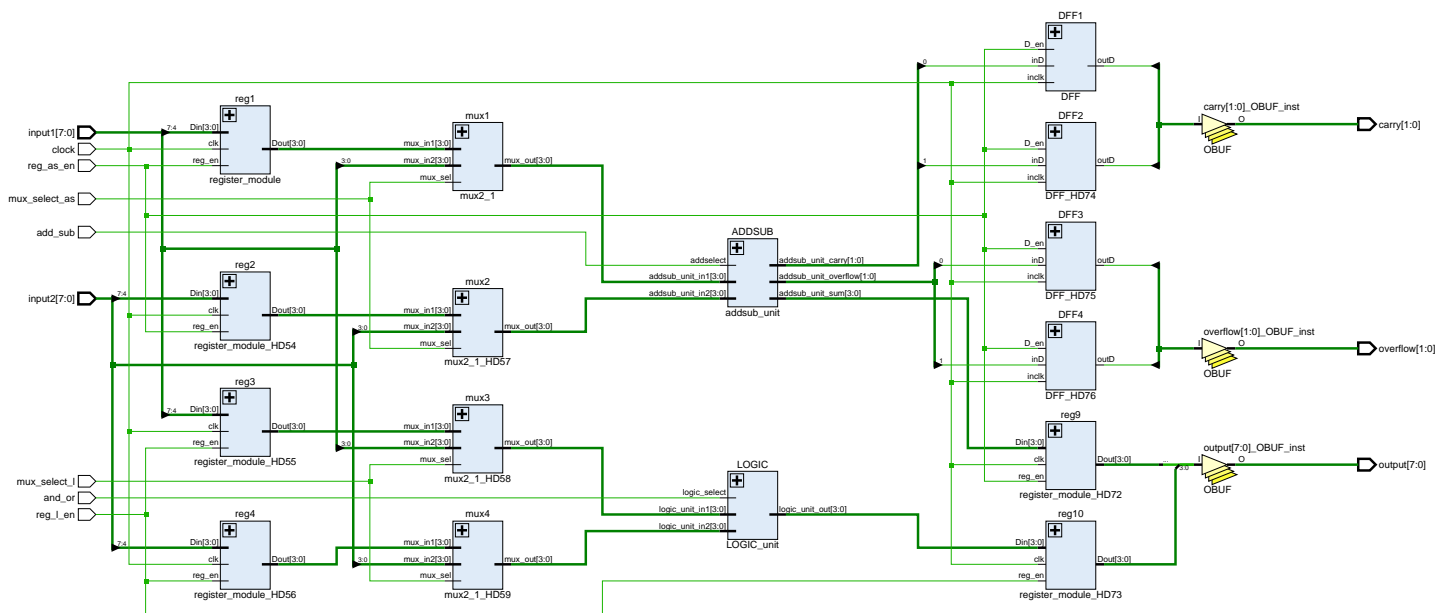 DFF1
D_en
0
inD
outD
inclk
DFF
reg1
mux1
carry[1:0]_OBUF_inst
input1[7:0]
7:4
Din[3:0]
I
O
carry[1:0]
clock
clk
Dout[3:0]
mux_in1[3:0]
DFF2
OBUF
reg_as_en
reg_en
3:0
mux_in2[3:0]
mux_out[3:0]
D_en
1
inD
outD
register_module
mux_sel
inclk
mux_select_as
mux2_1
DFF_HD74
DFF3
add_sub
ADDSUB
D_en
addselect
addsub_unit_carry[1:0]
0
inD
outD
reg2
addsub_unit_in1[3:0]
addsub_unit_overflow[1:0]
inclk
mux2
DFF_HD75
input2[7:0]
7:4
Din[3:0]
addsub_unit_in2[3:0]
addsub_unit_sum[3:0]
addsub_unit
clk
Dout[3:0]
mux_in1[3:0]
DFF4
reg_en
3:0
mux_in2[3:0]
mux_out[3:0]
overflow[1:0]_OBUF_inst
register_module_HD54
mux_sel
D_en
I
O
overflow[1:0]
mux2_1_HD57
1
inD
outD
OBUF
reg3
inclk
DFF_HD76
mux3
reg9
7:4
Din[3:0]
clk
Dout[3:0]
mux_in1[3:0]
reg_en
3:0
mux_in2[3:0]
mux_out[3:0]
Din[3:0]
output[7:0]_OBUF_inst
register_module_HD55
mux_sel
LOGIC
clk
Dout[3:0]
...
3:0
I
O
output[7:0]
mux_select_l
mux2_1_HD58
reg_en
OBUF
and_or
logic_select
register_module_HD72
reg_l_en
reg4
mux4
logic_unit_in1[3:0]
logic_unit_out[3:0]
reg10
logic_unit_in2[3:0]
7:4
Din[3:0]
mux_in1[3:0]
LOGIC_unit
Din[3:0]
clk
Dout[3:0]
3:0
mux_in2[3:0]
mux_out[3:0]
clk
Dout[3:0]
reg_en
mux_sel
reg_en
register_module_HD56
mux2_1_HD59
register_module_HD73